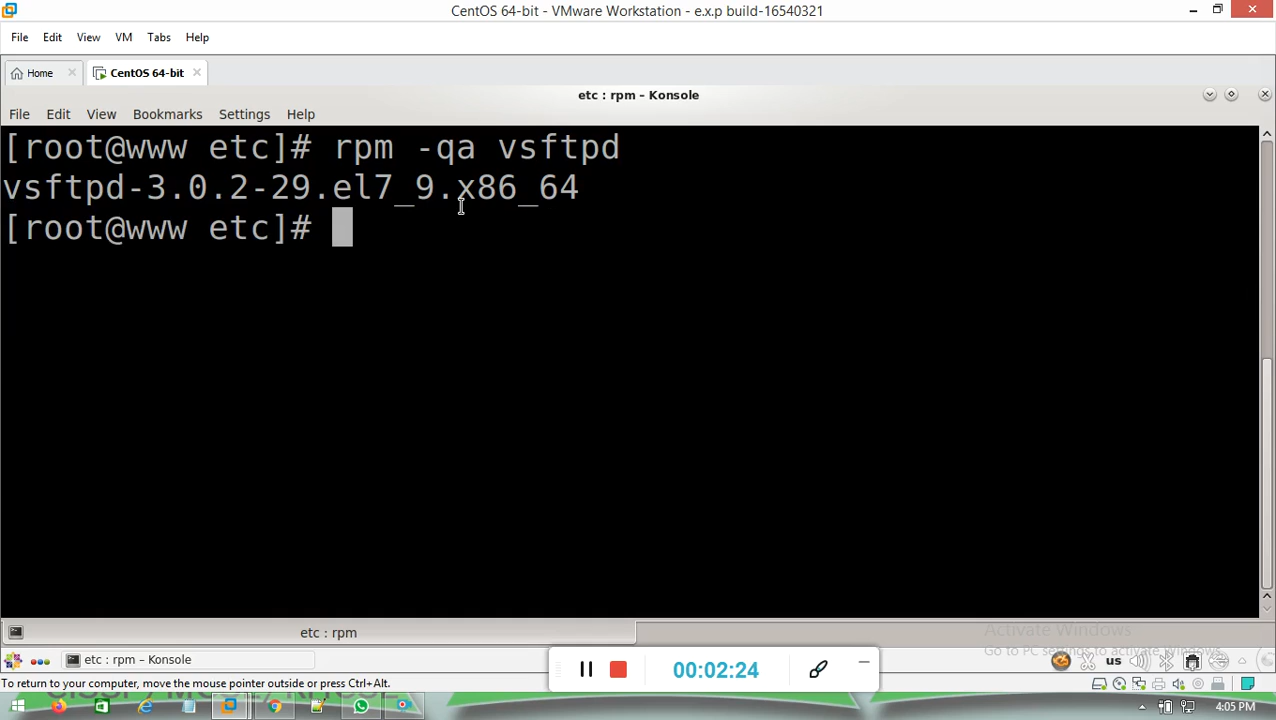 CentOS 64-bit - VMware Workstation - e.x.p build-16540321
File Edit View VM Tabs Help
Home CentOS 64-bit
etc : rpm – Konsole
File Edit View Bookmarks Settings Help
[root@www etc]# rpm -qa vsftpd
vsftpd-3.0.2-29.el7_9.x86_64
[root@www etc]#
etc : rpm
Activate Windows
Go to PC settings to activate Windows.
etc : rpm – Konsole
us
00:02:24
To return to your computer, move the mouse pointer outside or press Ctrl+Alt.
4:05 PM